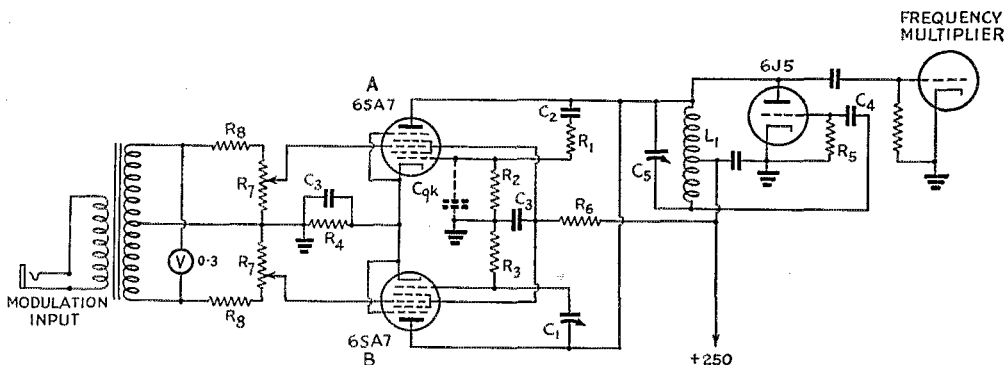 FREQUENCY
MULTIPLIER
6J5
A
6SA7
C2
R1
C4
R8
L1
R5
C5
R7
C3
Cgk
R2
C3
R6
R4
V
0·3
R7
R3
MODULATION
INPUT
R8
C1
6SA7
B
+250